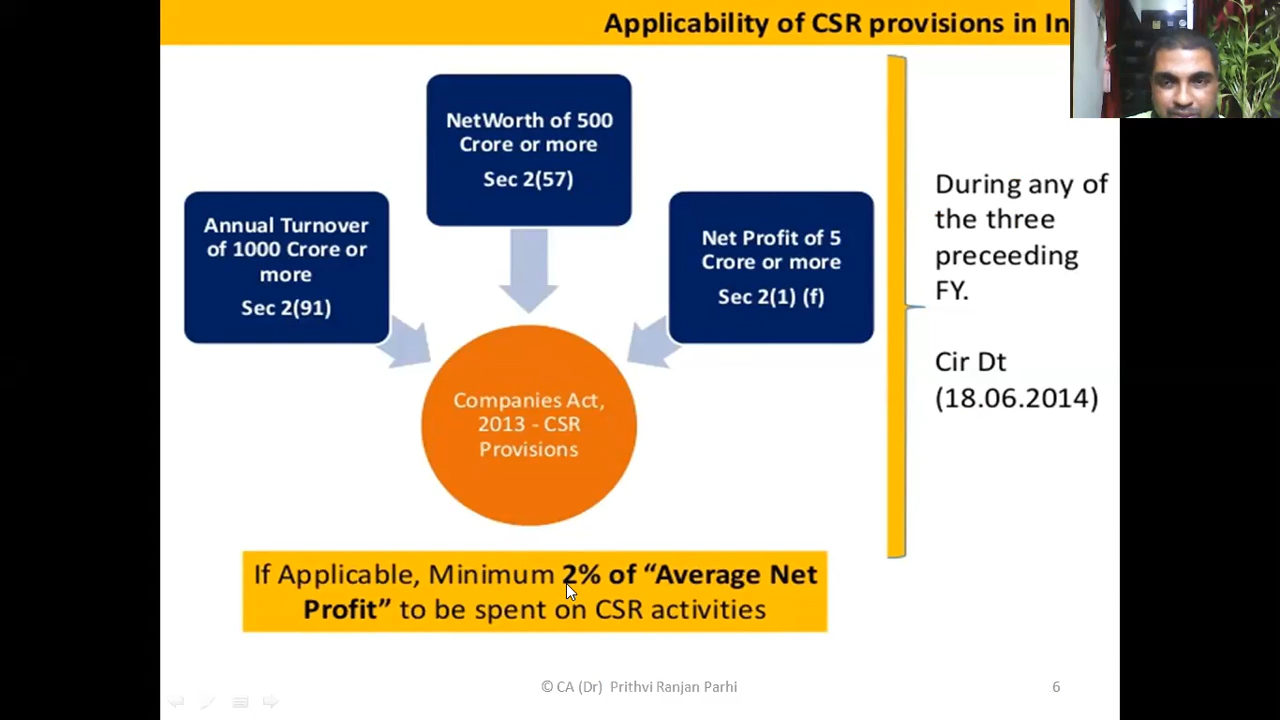 Applicability of CSR provisions in In
NetWorth of 500
Crore or more
Sec 2(57)
Annual Turnover
of 1000 Crore or
more
Sec 2(91)
Net Profit of 5
Crore or more
Sec 2(1) (f)
Companies Act,
2013 - CSR
Provisions
During any of
the three
preceeding
FY.
Cir Dt
(18.06.2014)
If Applicable, Minimum 2% of “Average Net
Profit” to be spent on CSR activities
© CA (Dr) Prithvi Ranjan Parhi
6